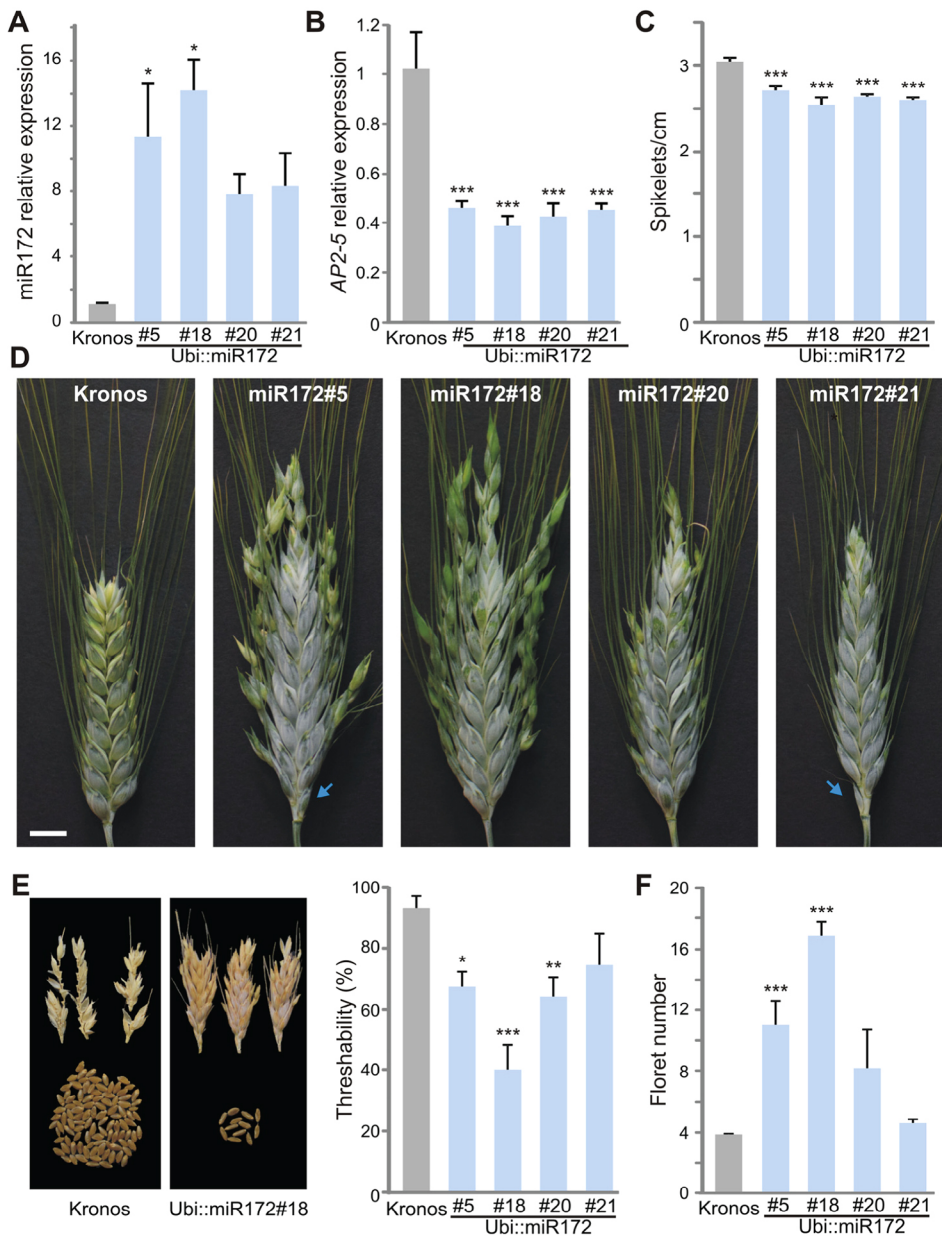 A
miR172 relative expression
16
12
8
4
0
*
*
Kronos
#5
#18
#20
#21
Ubi::miR172
B
AP2-5 relative expression
1.2
1
0.8
0.6
0.4
0.2
0
***
***
***
***
Kronos
#5
#18
#20
#21
Ubi::miR172
C
Spikelets/cm
3
2
1
0
***
***
***
***
Kronos
#5
#18
#20
#21
Ubi::miR172
D
Kronos
miR172#5
miR172#18
miR172#20
miR172#21
E
Kronos
Ubi::miR172#18
Threshability (%)
100
80
60
40
20
0
*
***
**
Kronos
#5
#18
#20
#21
Ubi::miR172
F
Floret number
20
16
12
8
4
0
***
***
Kronos
#5
#18
#20
#21
Ubi::miR172